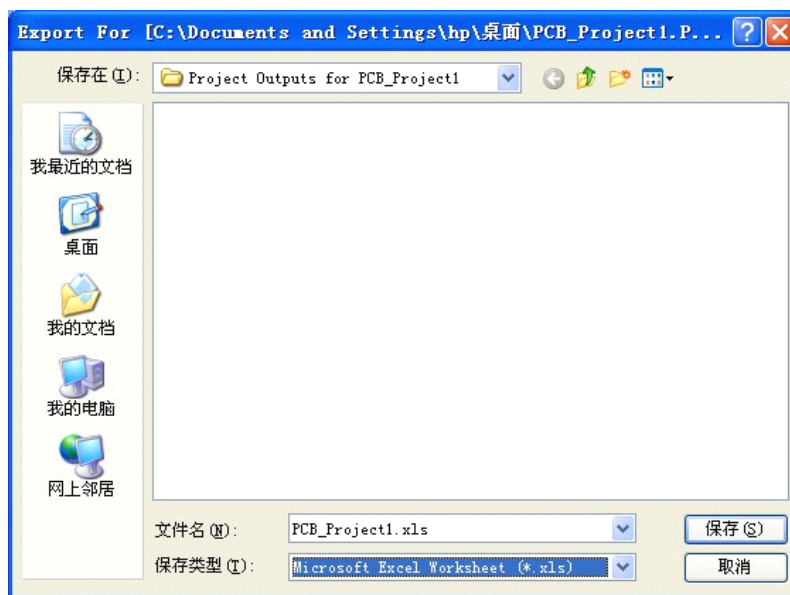 Export For [C:\Documents and Settings\hp\桌面\PCB_Project1.P...
保存在(I):
Project Outputs for PCB_Project1
我最近的文档
桌面
我的文档
我的电脑
网上邻居
文件名(N):
PCB_Project1.xls
保存(S)
保存类型(T):
Microsoft Excel Worksheet (*.xls)
取消